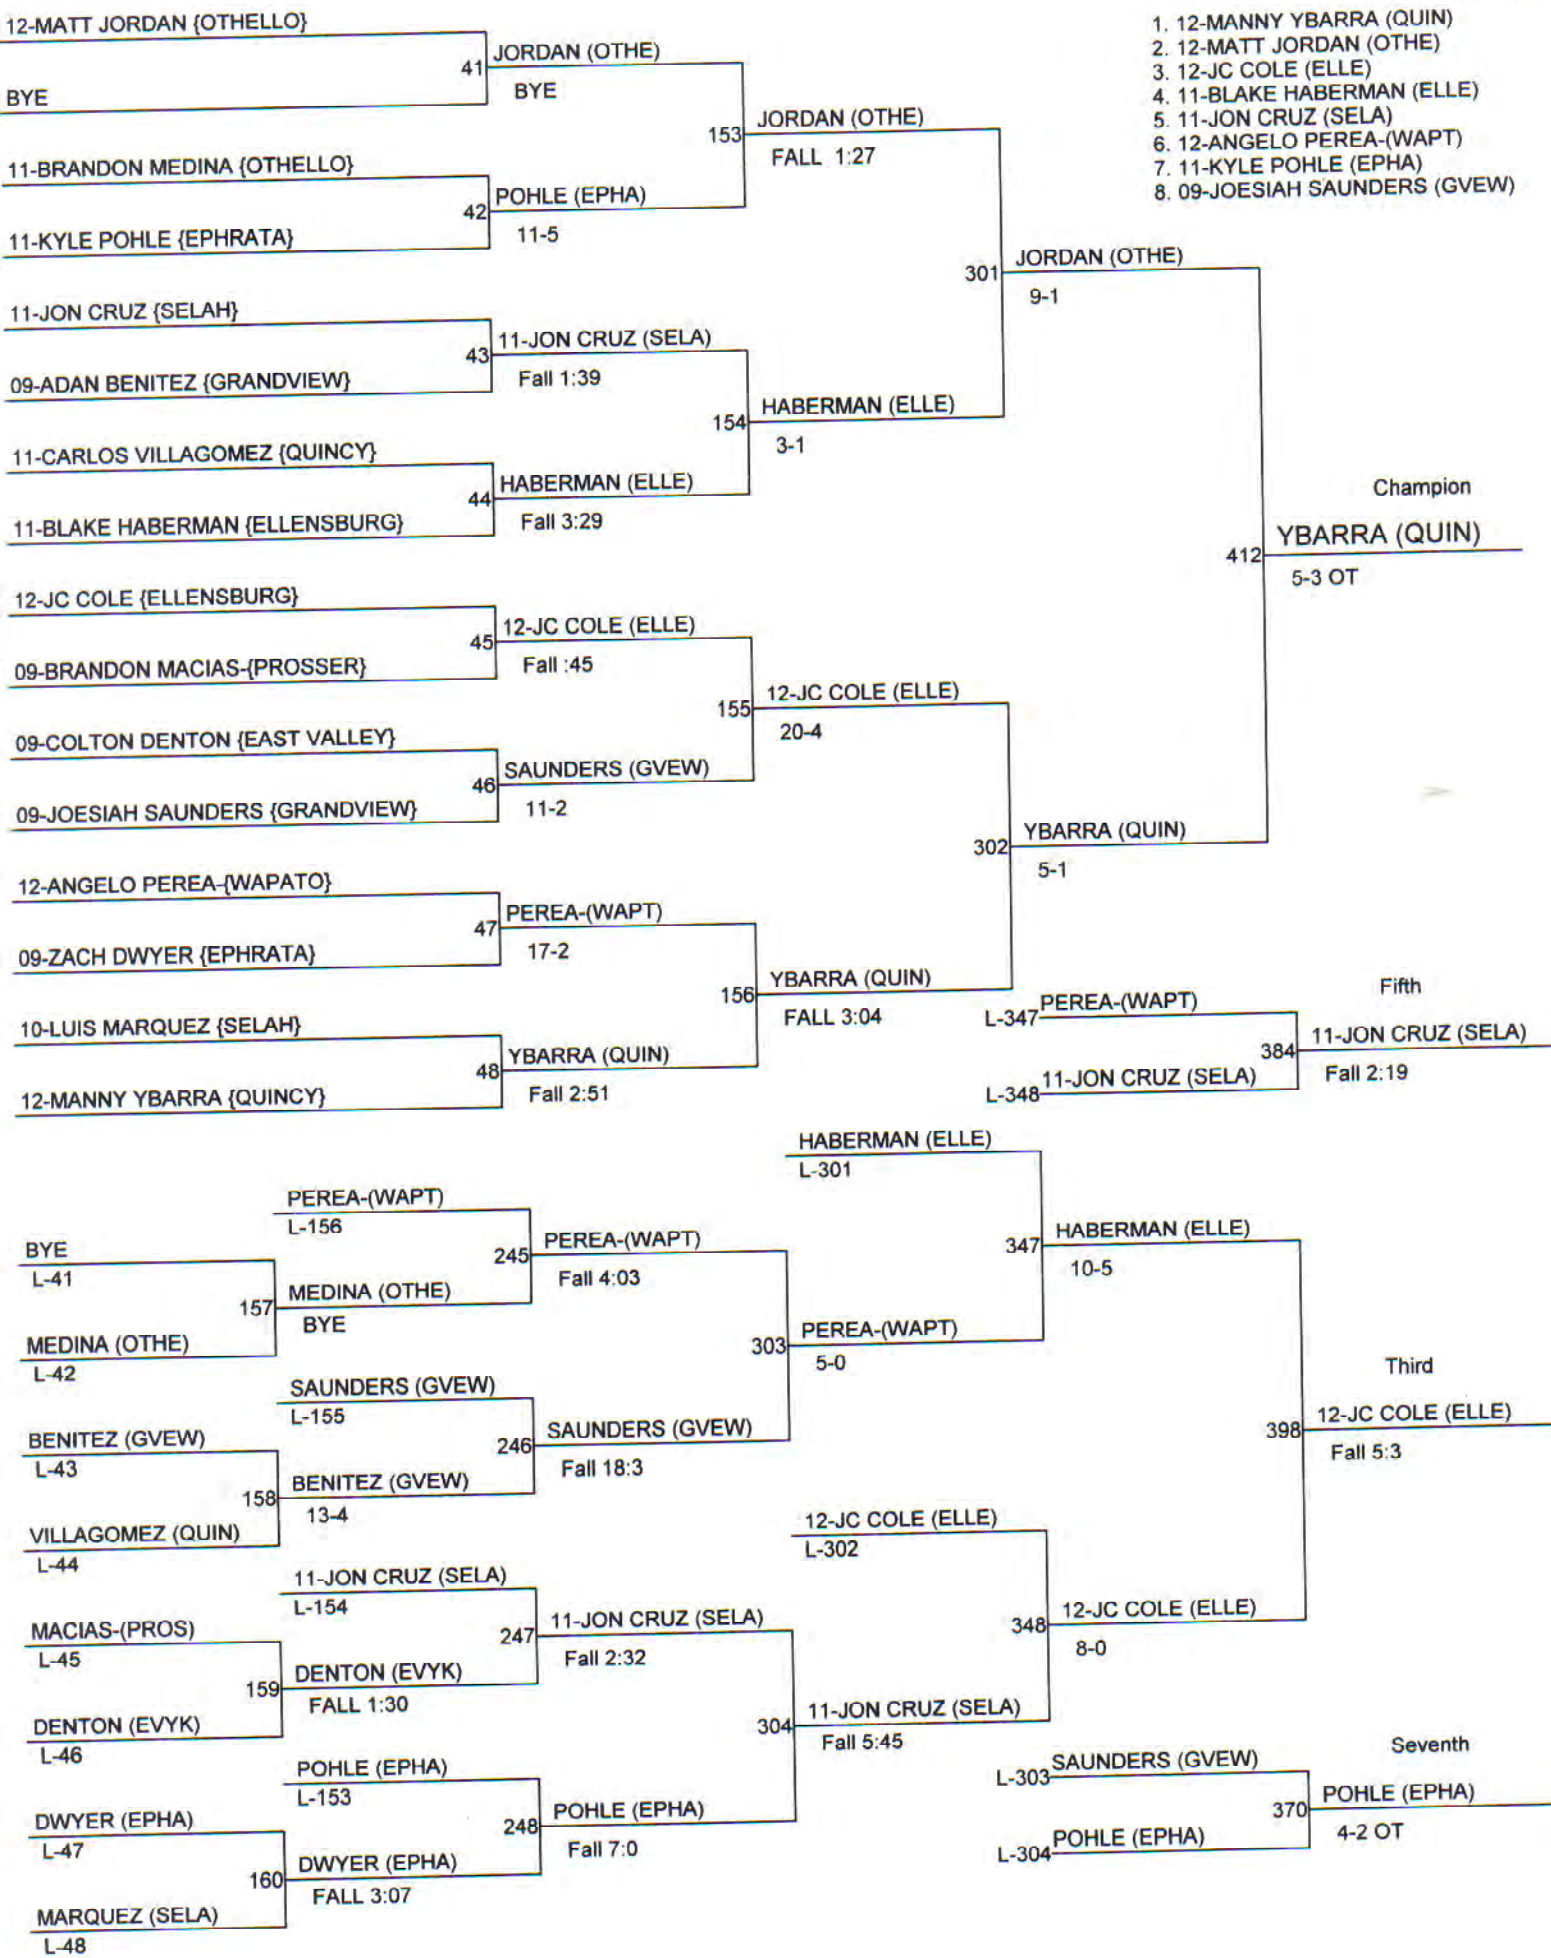 12-MATT JORDAN {OTHELLO}
BYE
41
JORDAN (OTHE)
BYE
11-BRANDON MEDINA {OTHELLO}
11-KYLE POHLE {EPHRATA}
42
POHLE (EPHA)
11-5
153
JORDAN (OTHE)
FALL 1:27
11-JON CRUZ {SELAH}
09-ADAN BENITEZ {GRANDVIEW}
43
11-JON CRUZ (SELA)
Fall 1:39
11-CARLOS VILLAGOMEZ {QUINCY}
11-BLAKE HABERMAN {ELLENSBURG}
44
HABERMAN (ELLE)
Fall 3:29
154
HABERMAN (ELLE)
3-1
301
JORDAN (OTHE)
9-1
12-JC COLE {ELLENSBURG}
09-BRANDON MACIAS-{PROSSER}
45
12-JC COLE (ELLE)
Fall :45
09-COLTON DENTON {EAST VALLEY}
09-JOESIAH SAUNDERS {GRANDVIEW}
46
SAUNDERS (GVEW)
11-2
155
12-JC COLE (ELLE)
20-4
12-ANGELO PEREA-{WAPATO}
09-ZACH DWYER {EPHRATA}
47
PEREA-(WAPT)
17-2
10-LUIS MARQUEZ {SELAH}
12-MANNY YBARRA {QUINCY}
48
YBARRA (QUIN)
Fall 2:51
156
YBARRA (QUIN)
FALL 3:04
302
YBARRA (QUIN)
5-1
412
Champion
YBARRA (QUIN)
5-3 OT
1. 12-MANNY YBARRA (QUIN)
2. 12-MATT JORDAN (OTHE)
3. 12-JC COLE (ELLE)
4. 11-BLAKE HABERMAN (ELLE)
5. 11-JON CRUZ (SELA)
6. 12-ANGELO PEREA-(WAPT)
7. 11-KYLE POHLE (EPHA)
8. 09-JOESIAH SAUNDERS (GVEW)
Fifth
L-347 PEREA-(WAPT)
L-348 11-JON CRUZ (SELA)
384
11-JON CRUZ (SELA)
Fall 2:19
BYE
L-41
MEDINA (OTHE)
L-42
157
MEDINA (OTHE)
BYE
PEREA-(WAPT)
L-156
245
PEREA-(WAPT)
Fall 4:03
BENITEZ (GVEW)
L-43
VILLAGOMEZ (QUIN)
L-44
158
BENITEZ (GVEW)
13-4
SAUNDERS (GVEW)
L-155
246
SAUNDERS (GVEW)
Fall 18:3
303
PEREA-(WAPT)
5-0
HABERMAN (ELLE)
L-301
347
HABERMAN (ELLE)
10-5
MACIAS-(PROS)
L-45
DENTON (EVYK)
L-46
159
DENTON (EVYK)
FALL 1:30
11-JON CRUZ (SELA)
L-154
247
11-JON CRUZ (SELA)
Fall 2:32
DWYER (EPHA)
L-47
MARQUEZ (SELA)
L-48
160
DWYER (EPHA)
FALL 3:07
POHLE (EPHA)
L-153
248
POHLE (EPHA)
Fall 7:0
304
11-JON CRUZ (SELA)
Fall 5:45
12-JC COLE (ELLE)
L-302
348
12-JC COLE (ELLE)
8-0
398
Third
12-JC COLE (ELLE)
Fall 5:3
Seventh
L-303 SAUNDERS (GVEW)
L-304 POHLE (EPHA)
370
POHLE (EPHA)
4-2 OT